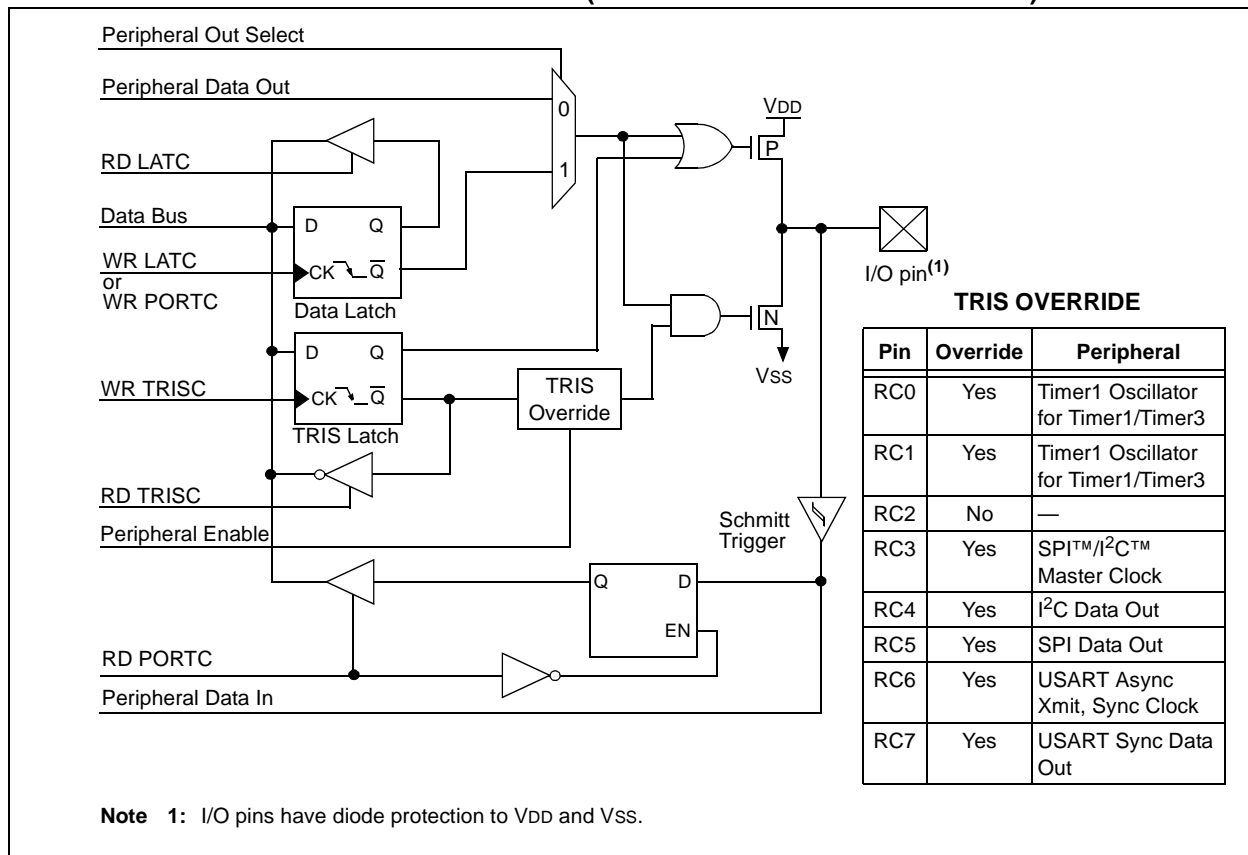 Peripheral Out Select
Peripheral Data Out
0
1
VDD
P
RD LATC
Data Bus
D Q
WR LATC
or
WR PORTC
CK Q
Data Latch
I/O pin(1)
N
VSS
D Q
WR TRISC
CK Q
TRIS Latch
TRIS
Override
RD TRISC
Peripheral Enable
Schmitt
Trigger
Q D
EN
RD PORTC
Peripheral Data In
TRIS OVERRIDE
Pin Override Peripheral
RC0 Yes Timer1 Oscillator
for Timer1/Timer3
RC1 Yes Timer1 Oscillator
for Timer1/Timer3
RC2 No —
RC3 Yes SPI™/I2C™
Master Clock
RC4 Yes I2C Data Out
RC5 Yes SPI Data Out
RC6 Yes USART Async
Xmit, Sync Clock
RC7 Yes USART Sync Data
Out
Note 1: I/O pins have diode protection to VDD and VSS.